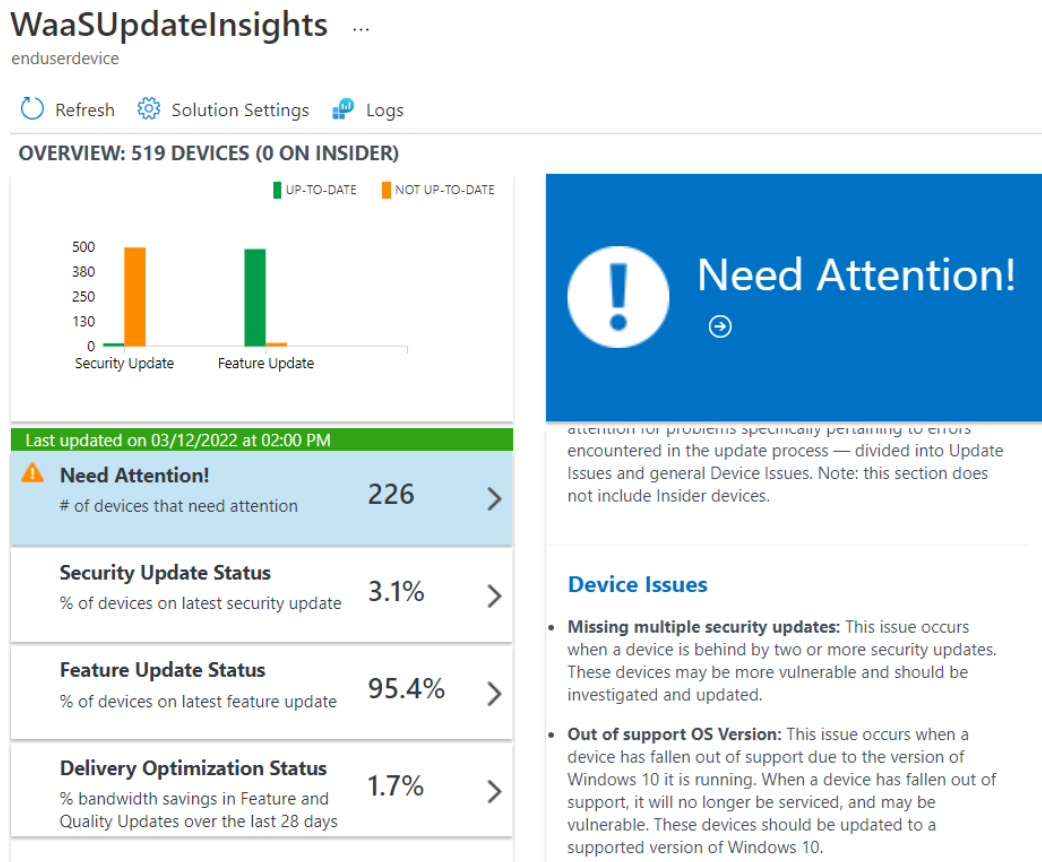 WaaSUpdateInsights ...
enduserdevice
Refresh Solution Settings Logs
OVERVIEW: 519 DEVICES (0 ON INSIDER)
UP-TO-DATE NOT UP-TO-DATE
500
380
250
130
0
Security Update Feature Update
Last updated on 03/12/2022 at 02:00 PM
Need Attention!
# of devices that need attention
226
Security Update Status
% of devices on latest security update
3.1%
Feature Update Status
% of devices on latest feature update
95.4%
Delivery Optimization Status
% bandwidth savings in Feature and
Quality Updates over the last 28 days
1.7%
Need Attention!
attention for problems specifically pertaining to errors
encountered in the update process — divided into Update
Issues and general Device Issues. Note: this section does
not include Insider devices.
Device Issues
• Missing multiple security updates: This issue occurs
when a device is behind by two or more security updates.
These devices may be more vulnerable and should be
investigated and updated.
• Out of support OS Version: This issue occurs when a
device has fallen out of support due to the version of
Windows 10 it is running. When a device has fallen out of
support, it will no longer be serviced, and may be
vulnerable. These devices should be updated to a
supported version of Windows 10.